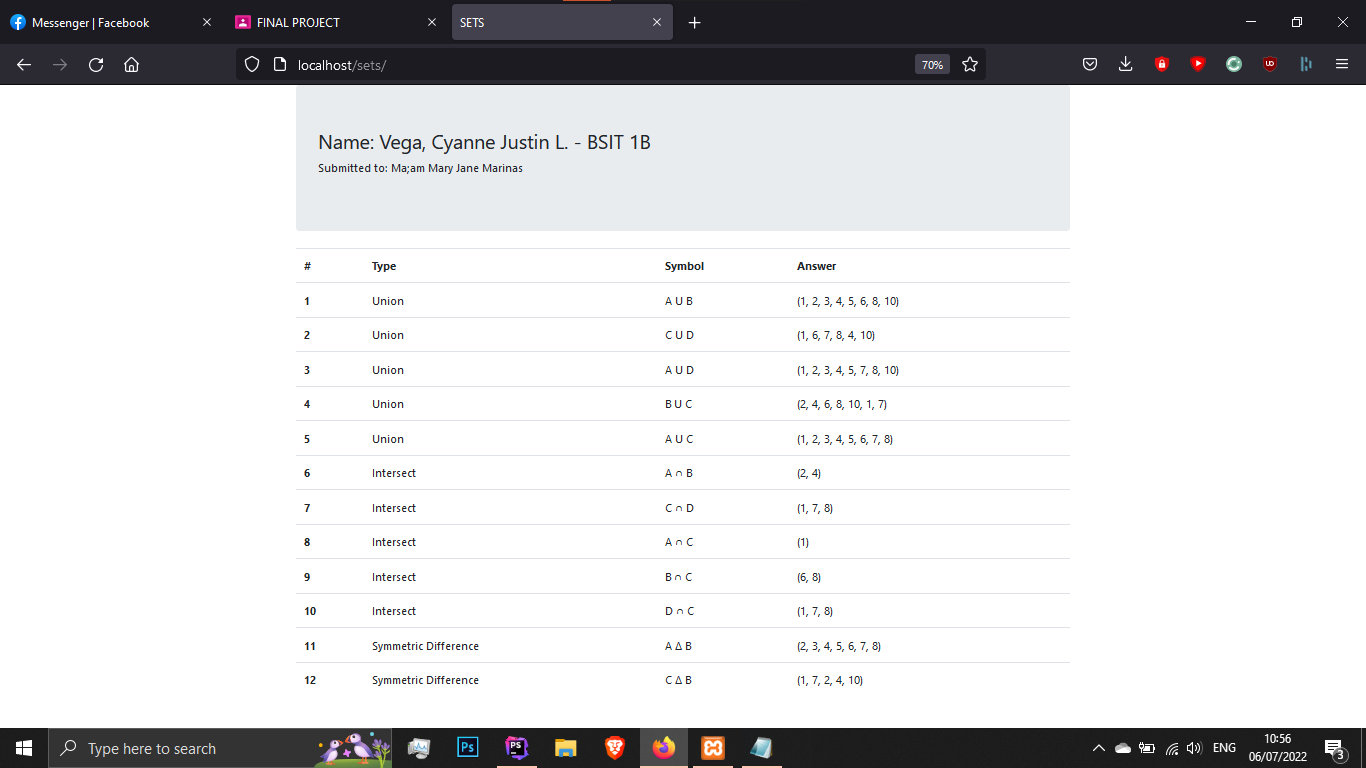 Messenger | Facebook
FINAL PROJECT
SETS
localhost/sets/
70%
Name: Vega, Cyanne Justin L. - BSIT 1B
Submitted to: Ma;am Mary Jane Marinas
# Type Symbol Answer
1 Union A U B (1, 2, 3, 4, 5, 6, 8, 10)
2 Union C U D (1, 6, 7, 8, 4, 10)
3 Union A U D (1, 2, 3, 4, 5, 7, 8, 10)
4 Union B U C (2, 4, 6, 8, 10, 1, 7)
5 Union A U C (1, 2, 3, 4, 5, 6, 7, 8)
6 Intersect A ∩ B (2, 4)
7 Intersect C ∩ D (1, 7, 8)
8 Intersect A ∩ C (1)
9 Intersect B ∩ C (6, 8)
10 Intersect D ∩ C (1, 7, 8)
11 Symmetric Difference A Δ B (2, 3, 4, 5, 6, 7, 8)
12 Symmetric Difference C Δ B (1, 7, 2, 4, 10)
Type here to search
Ps
PS
ENG
10:56
06/07/2022
3